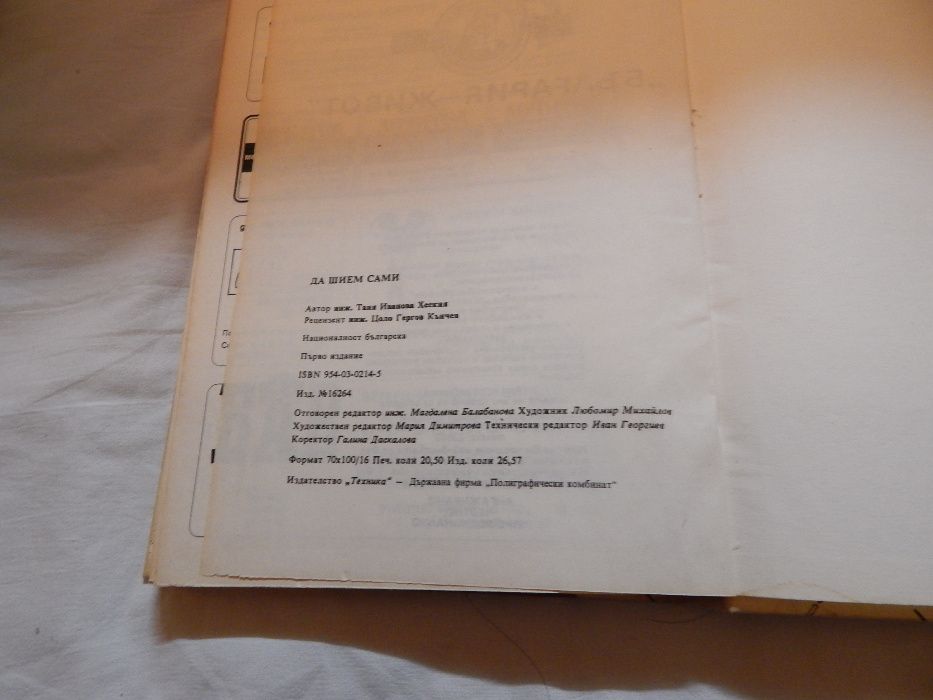 ДА ШИЕМ САМИ
Автор инж. Таня Иванова Хескил
Рецензент инж. Цоло Гергов Кънчев
Националност българска
Първо издание
ISBN 954-03-0214-5
Изд. №16264
Отговорен редактор инж. Магдалена Балабанова Художник Любомир Михайлов
Художествен редактор Мария Димитрова Технически редактор Иван Георгиев
Коректор Галина Даскалова
Формат 70x100/16 Печ. коли 20,50 Изд. коли 26,57
Издателство „Техника“ — Държавна фирма „Полиграфически комбинат“